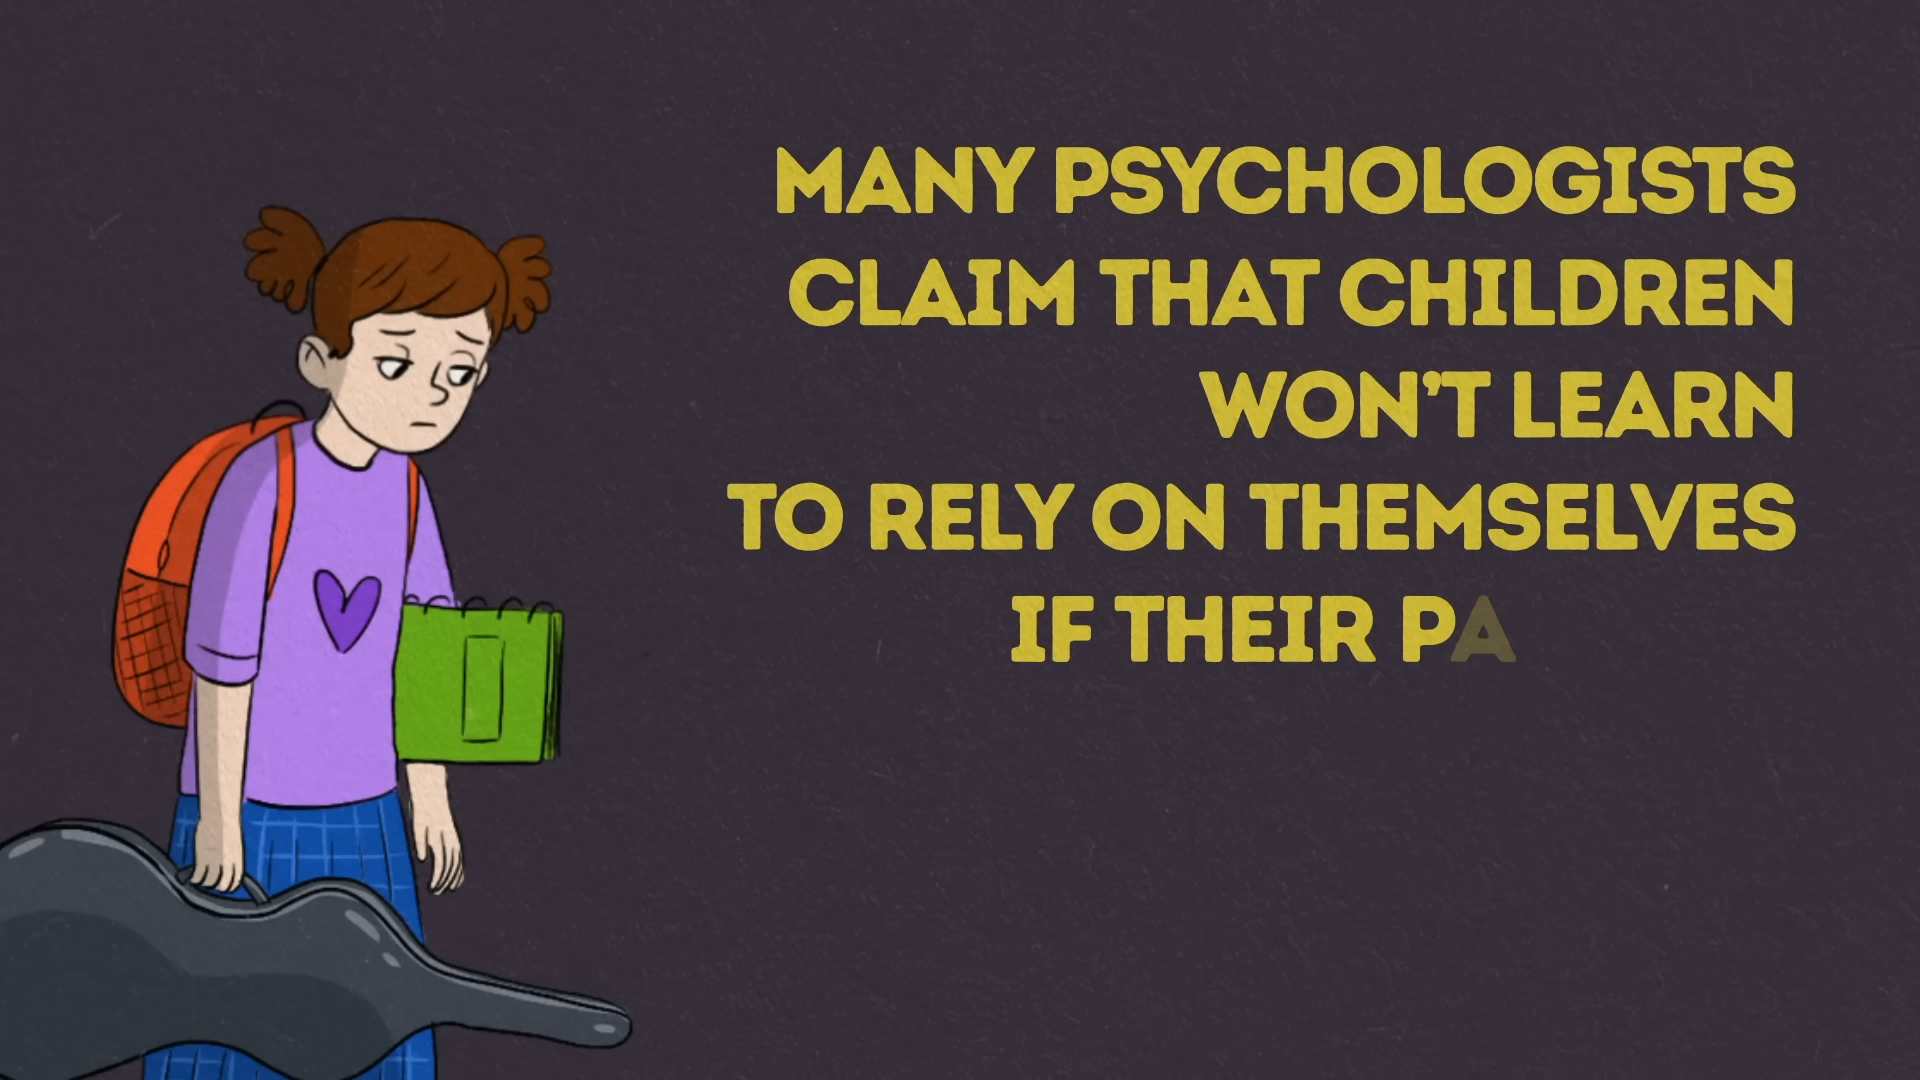 MANY PSYCHOLOGISTS
CLAIM THAT CHILDREN
WON’T LEARN
TO RELY ON THEMSELVES
IF THEIR PA